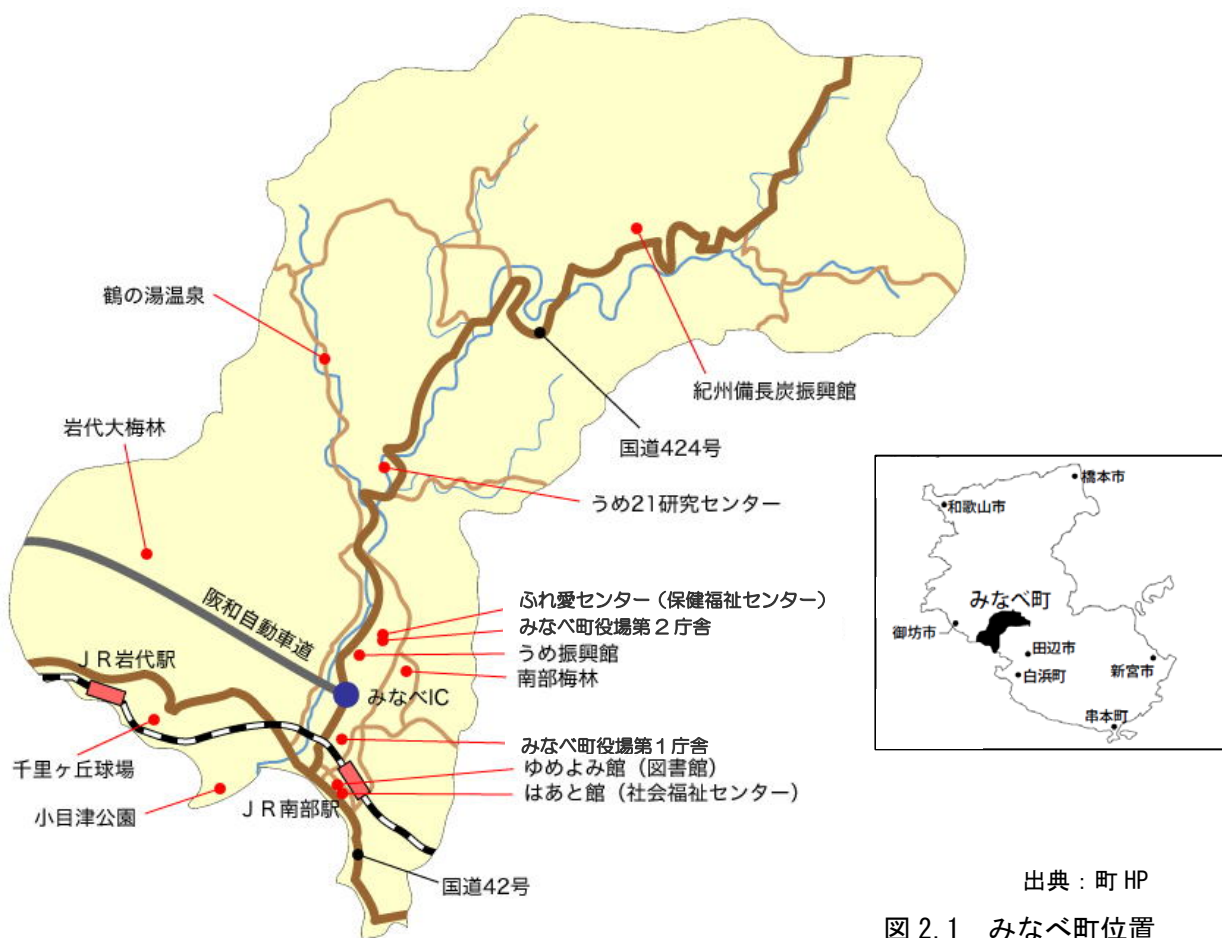 鶴の湯温泉
紀州備長炭振興館
岩代大梅林
国道424号
うめ21研究センター
阪和自動車道
ふれ愛センター（保健福祉センター）
みなべ町役場第２庁舎
うめ振興館
南部梅林
ＪＲ岩代駅
みなべIC
みなべ町役場第１庁舎
千里ヶ丘球場
ゆめよみ館（図書館）
はあと館（社会福祉センター）
小目津公園
ＪＲ南部駅
国道42号
橋本市
和歌山市
みなべ町
御坊市
田辺市
新宮市
白浜町
串本町
出典：町 HP
図 2.1　みなべ町位置